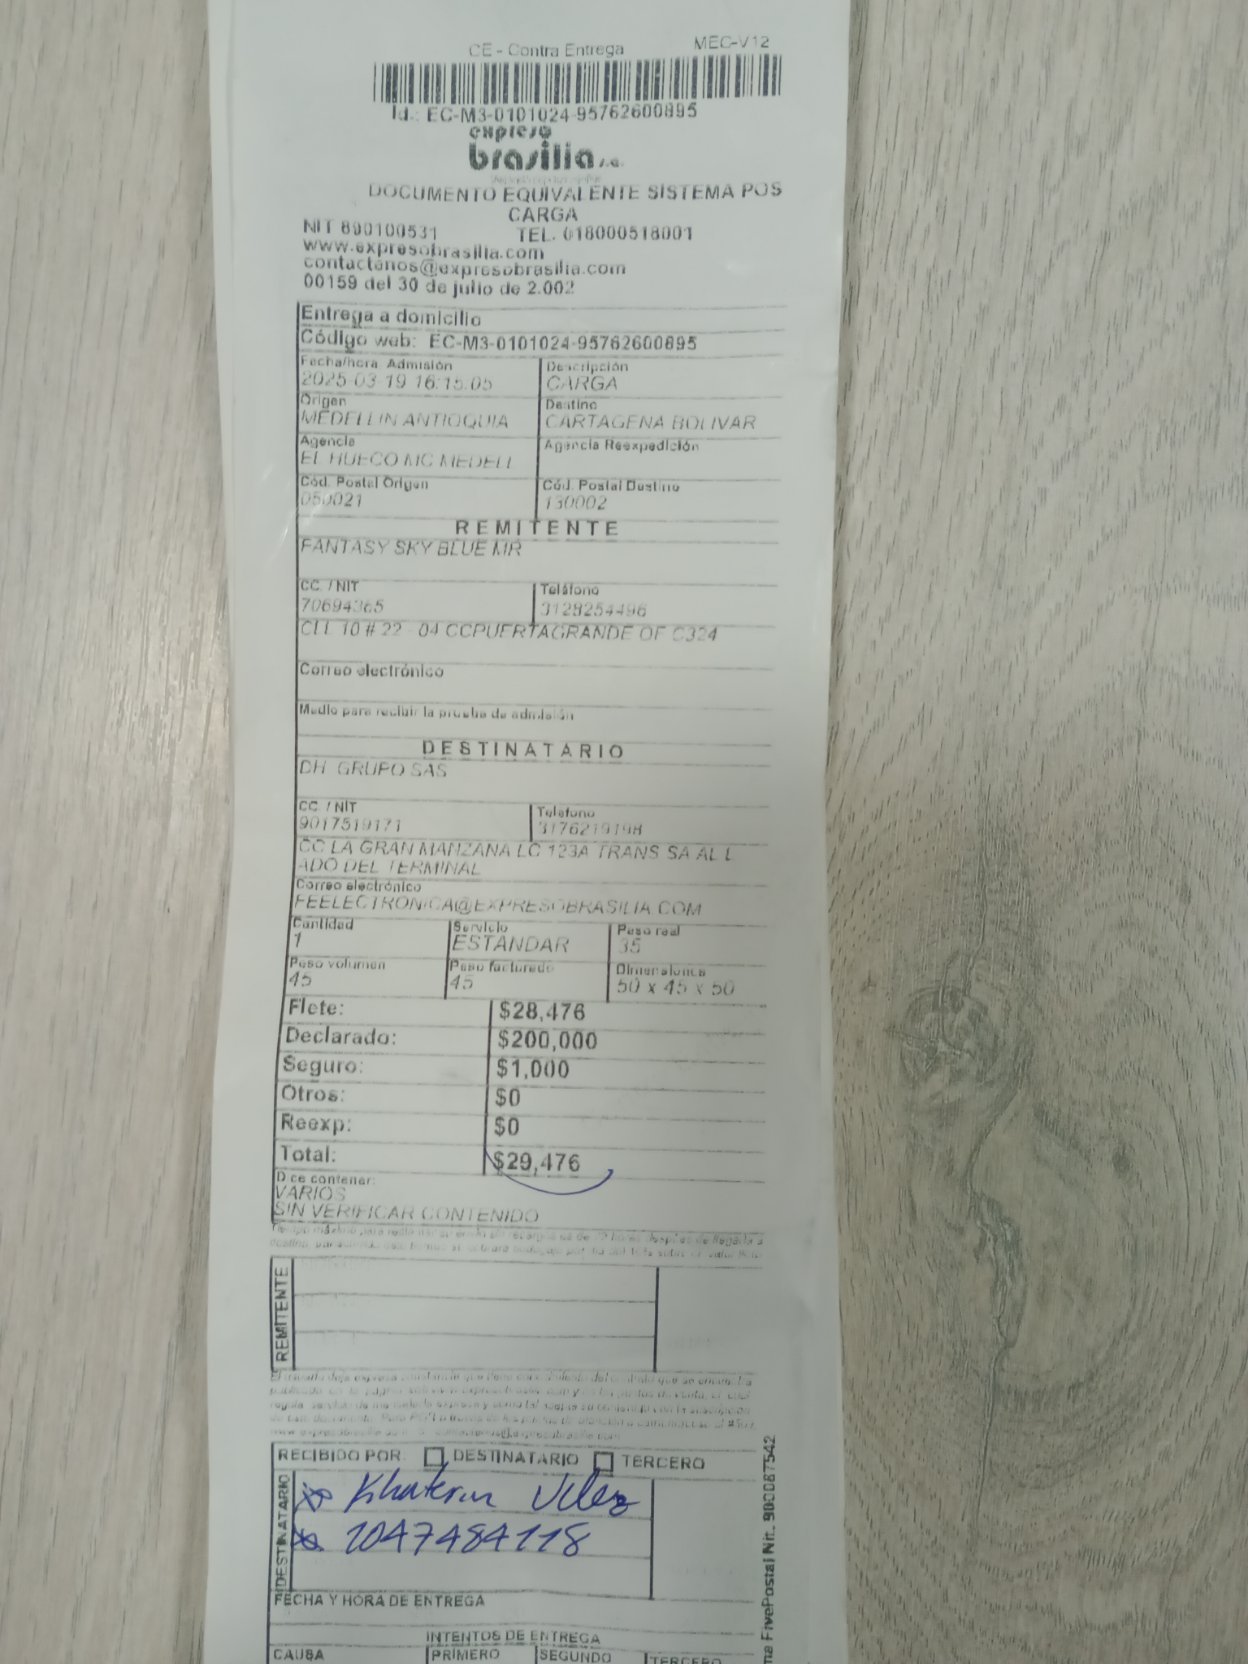 CE - Contra Entrega MEC-V12
Id.: EC-M3-0101024-95762600895
expreso
brasilia s.a.
DOCUMENTO EQUIVALENTE SISTEMA POS
CARGA
NIT 890100531 TEL. 018000518001
www.expresobrasilia.com
contactanos@expresobrasilia.com
00159 del 30 de julio de 2.002
Entrega a domicilio
Código web: EC-M3-0101024-95762600895
Fecha/hora Admisión Descripción
2025-03-19 16:15:05 CARGA
Origen Destino
MEDELLIN ANTIOQUIA CARTAGENA BOLIVAR
Agencia Agencia Reexpedición
EL HUECO MC MEDELL
Cód. Postal Origen Cód. Postal Destino
050021 130002
REMITENTE
FANTASY SKY BLUE MR
CC. / NIT Teléfono
70694365 3128254496
CLL 10 # 22 - 04 CCPUERTAGRANDE OF C324
Correo electrónico
Medio para recibir la prueba de admisión
DESTINATARIO
DH GRUPO SAS
CC. / NIT Teléfono
9017519171 3176219198
CC LA GRAN MANZANA LC 123A TRANS SA AL L
ADO DEL TERMINAL
Correo electrónico
FEELECTRONICA@EXPRESOBRASILIA.COM
Cantidad Servicio Peso real
1 ESTANDAR 35
Peso volumen Peso facturado Dimensiones
45 45 50 x 45 x 50
Flete: $28,476
Declarado: $200,000
Seguro: $1,000
Otros: $0
Reexp: $0
Total: $29,476
Dice contener:
VARIOS
SIN VERIFICAR CONTENIDO
REMITENTE
RECIBIDO POR: DESTINATARIO TERCERO
DESTINATARIO
Khaterin Velez
1047484118
FECHA Y HORA DE ENTREGA
INTENTOS DE ENTREGA
CAUSA PRIMERO SEGUNDO TERCERO
ma FivePostal Nit. 900087542